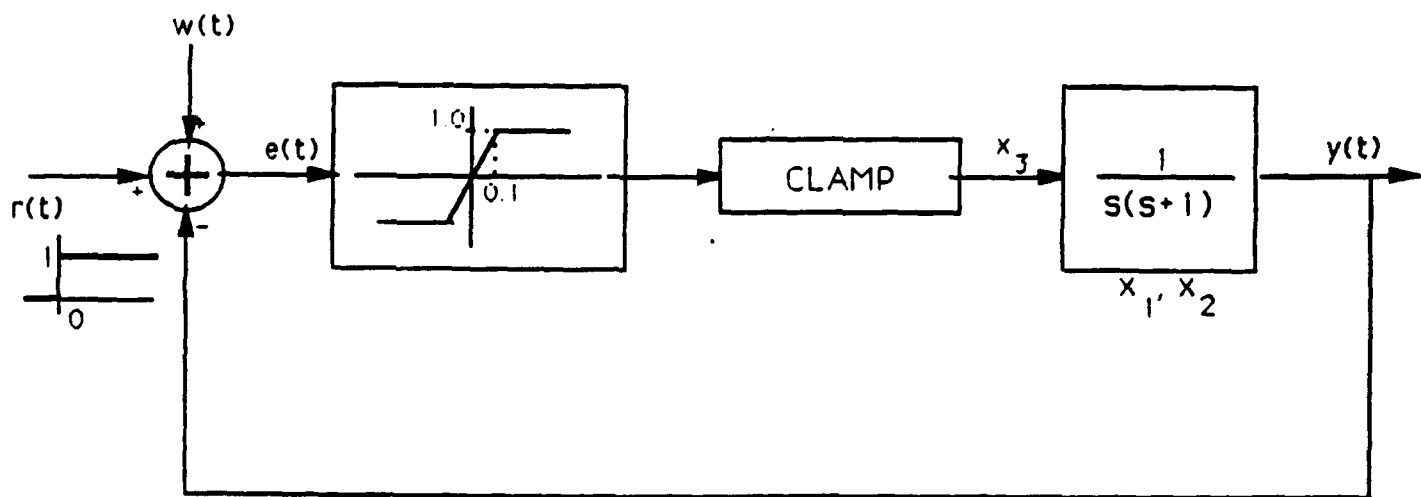 w(t)
+
e(t)
1.0
0.1
CLAMP
x3
1
s(s+1)
y(t)
+
r(t)
-
1
0
x1, x2